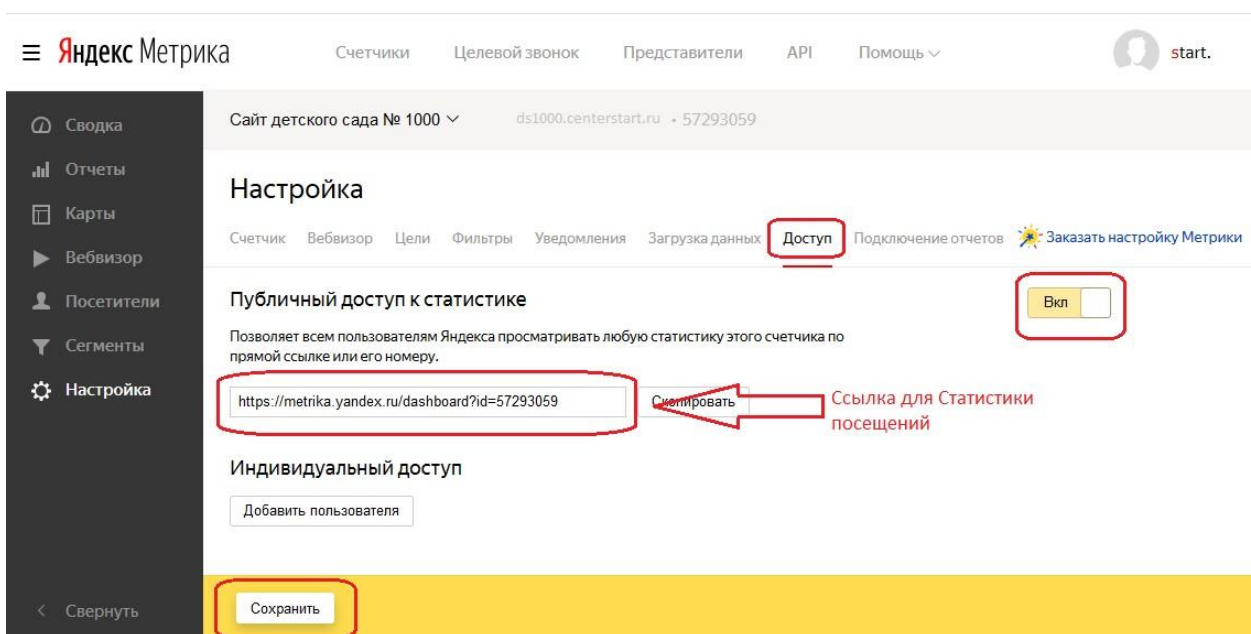 Яндекс Метрика Счетчики Целевой звонок Представители API Помощь start.
Сводка
Отчеты
Карты
Вебвизор
Посетители
Сегменты
Настройка
Свернуть
Сайт детского сада № 1000 ds1000.centerstart.ru • 57293059
Настройка
Счетчик Вебвизор Цели Фильтры Уведомления Загрузка данных Доступ Подключение отчетов Заказать настройку Метрики
Публичный доступ к статистике Вкл
Позволяет всем пользователям Яндекса просматривать любую статистику этого счетчика по
прямой ссылке или его номеру.
https://metrika.yandex.ru/dashboard?id=57293059 Скопировать
Ссылка для Статистики
посещений
Индивидуальный доступ
Добавить пользователя
Сохранить